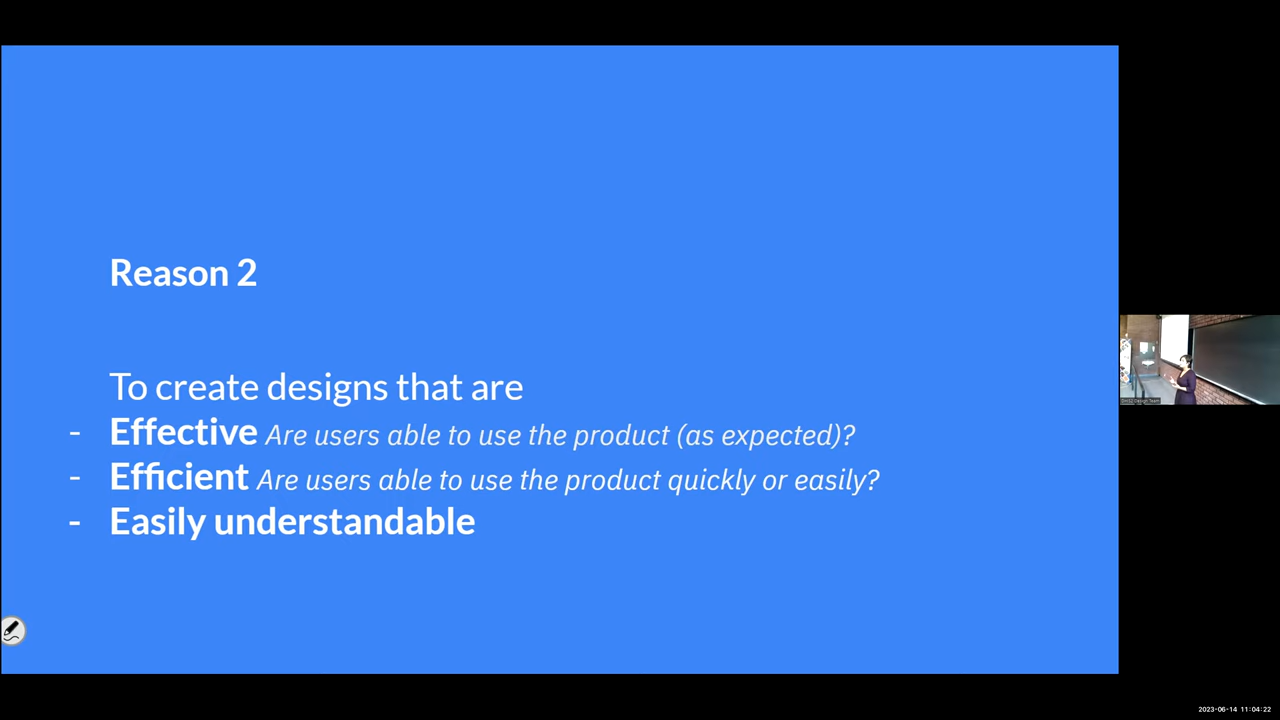 Reason 2
To create designs that are
- Effective Are users able to use the product (as expected)?
- Efficient Are users able to use the product quickly or easily?
- Easily understandable
2023-06-14 11:04:22